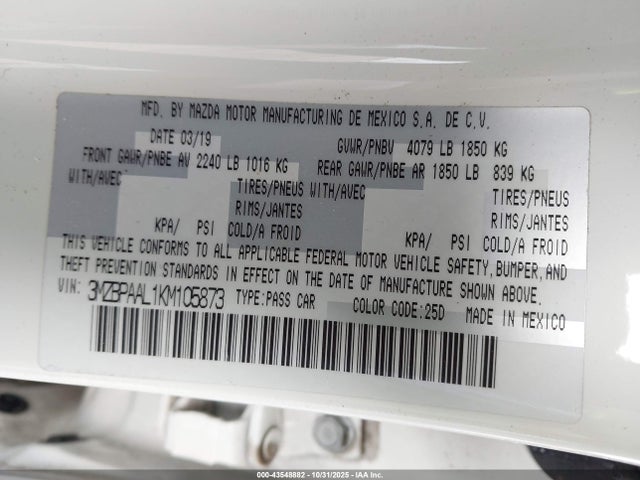 MFD. BY MAZDA MOTOR MANUFACTURING DE MEXICO S.A. DE C.V.
DATE 03/19 GVWR/PNBV 4079 LB 1850 KG
FRONT GAWR/PNBE AV 2240 LB 1016 KG REAR GAWR/PNBE AR 1850 LB 839 KG
WITH/AVEC TIRES/PNEUS WITH/AVEC TIRES/PNEUS
RIMS/JANTES RIMS/JANTES
KPA/ PSI COLD/A FROID KPA/ PSI COLD/A FROID
THIS VEHICLE CONFORMS TO ALL APPLICABLE FEDERAL MOTOR VEHICLE SAFETY, BUMPER, AND
THEFT PREVENTION STANDARDS IN EFFECT ON THE DATE OF MANUFACTURE SHOWN ABOVE.
VIN: 3MZBPAAL1KM105873 TYPE:PASS CAR COLOR CODE:25D MADE IN MEXICO
000-43548882 - 10/31/2025 - IAA Inc.